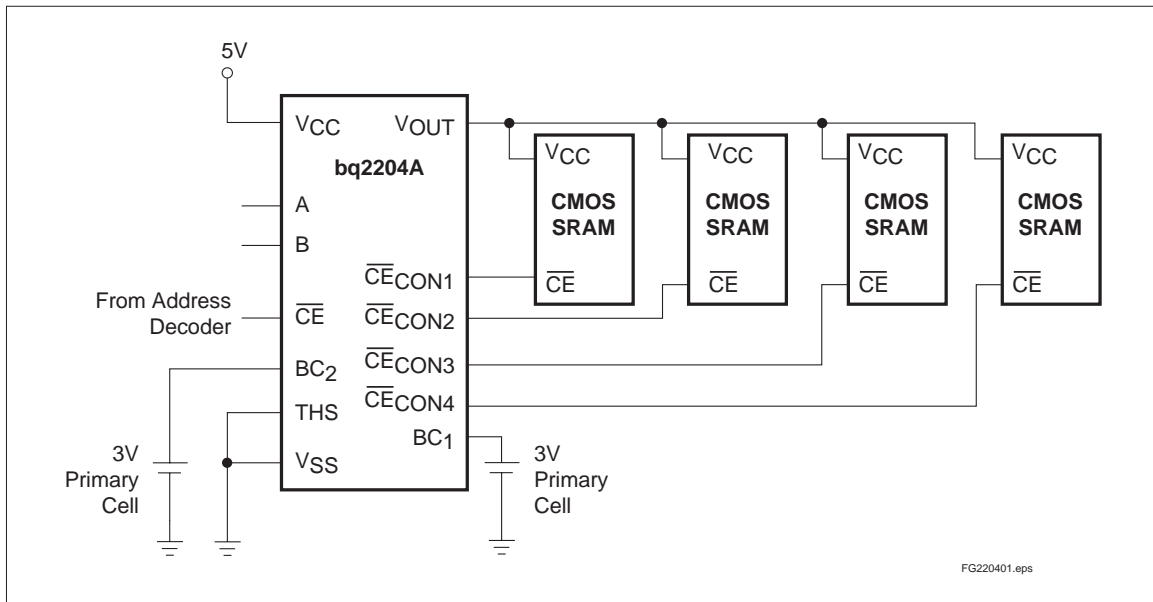 5V
VCC VOUT
bq2204A
A
B
CECON1
From Address
Decoder
CE
CECON2
BC2
CECON3
THS
CECON4
BC1
VSS
3V
Primary
Cell
3V
Primary
Cell
VCC
CMOS
SRAM
CE
VCC
CMOS
SRAM
CE
VCC
CMOS
SRAM
CE
VCC
CMOS
SRAM
CE
FG220401.eps